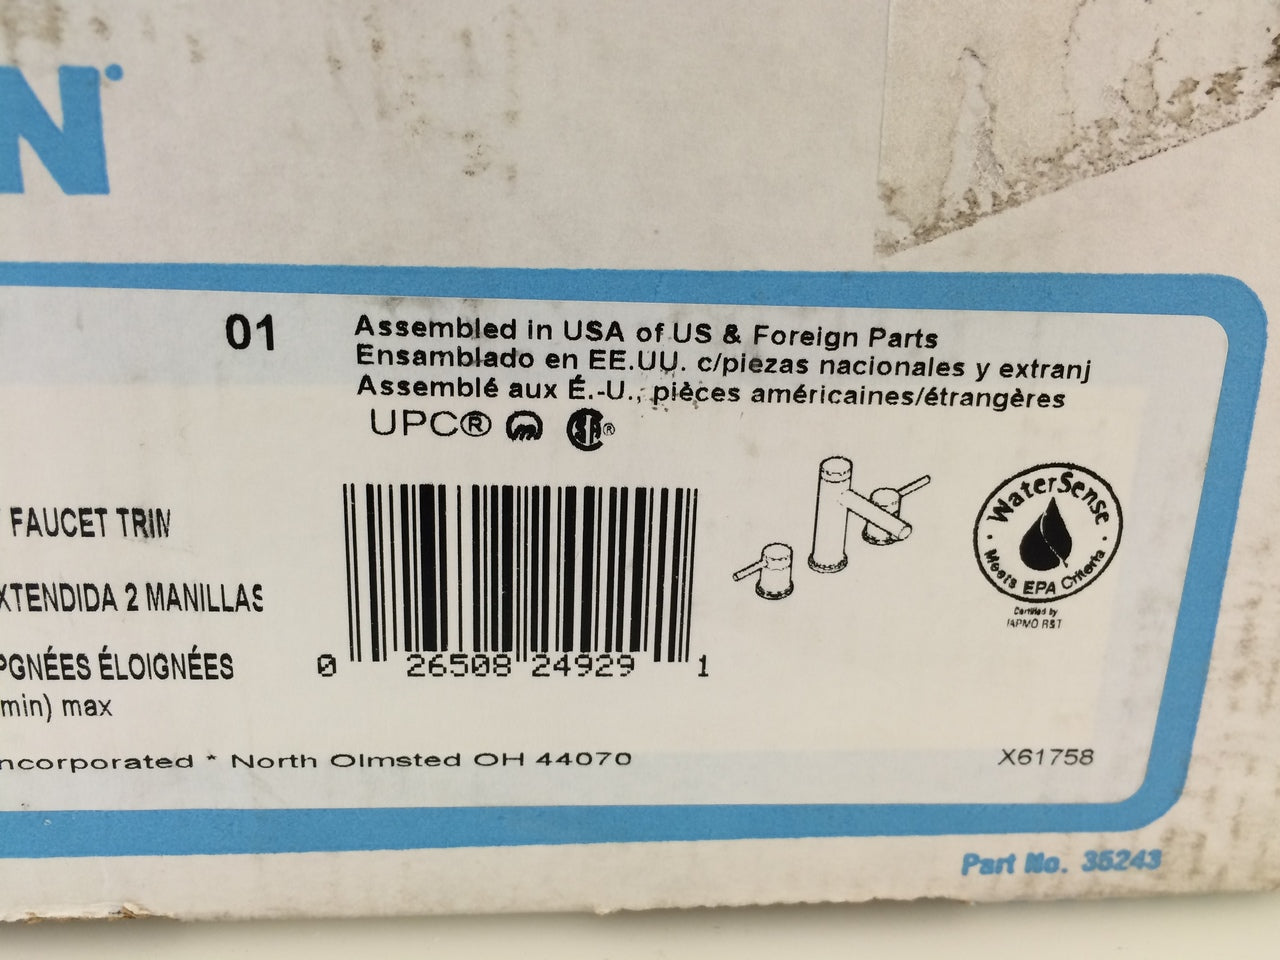 N
01
Assembled in USA of US & Foreign Parts
Ensamblado en EE.UU. c/piezas nacionales y extranj
Assemblé aux É.-U., pièces américaines/étrangères
UPC®
SA®
FAUCET TRIM
XTENDIDA 2 MANILLAS
OGNÉES ÉLOIGNÉES
min) max
0 26508 24929 1
WaterSense
Meets EPA Criteria
Certified by
IAPMO R&T
ncorporated * North Olmsted OH 44070
X61758
Part No. 35243